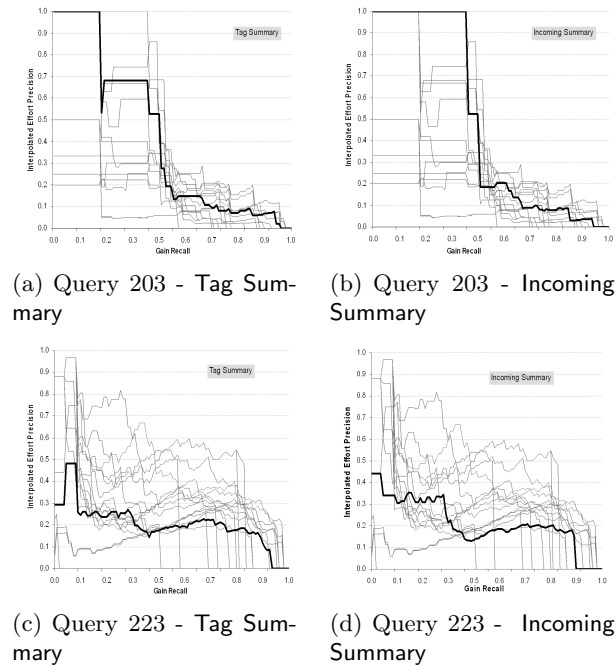 1.0
0.9
0.8
0.7
0.6
0.5
0.4
0.3
0.2
0.1
0.0
Interpolated Effort Precision
Tag Summary
0.0 0.1 0.2 0.3 0.4 0.5 0.6 0.7 0.8 0.9 1.0
Gain Recall
(a) Query 203 - Tag Sum-
mary
1.0
0.9
0.8
0.7
0.6
0.5
0.4
0.3
0.2
0.1
0.0
Interpolated Effort Precision
Incoming Summary
0.0 0.1 0.2 0.3 0.4 0.5 0.6 0.7 0.8 0.9 1.0
Gain Recall
(b) Query 203 - Incoming
Summary
1.0
0.9
0.8
0.7
0.6
0.5
0.4
0.3
0.2
0.1
0.0
Interpolated Effort Precision
Tag Summary
0.0 0.1 0.2 0.3 0.4 0.5 0.6 0.7 0.8 0.9 1.0
Gain Recall
(c) Query 223 - Tag Sum-
mary
1.0
0.9
0.8
0.7
0.6
0.5
0.4
0.3
0.2
0.1
0.0
Interpolated Effort Precision
Incoming Summary
0.0 0.1 0.2 0.3 0.4 0.5 0.6 0.7 0.8 0.9 1.0
Gain Recall
(d) Query 223 - Incoming
Summary